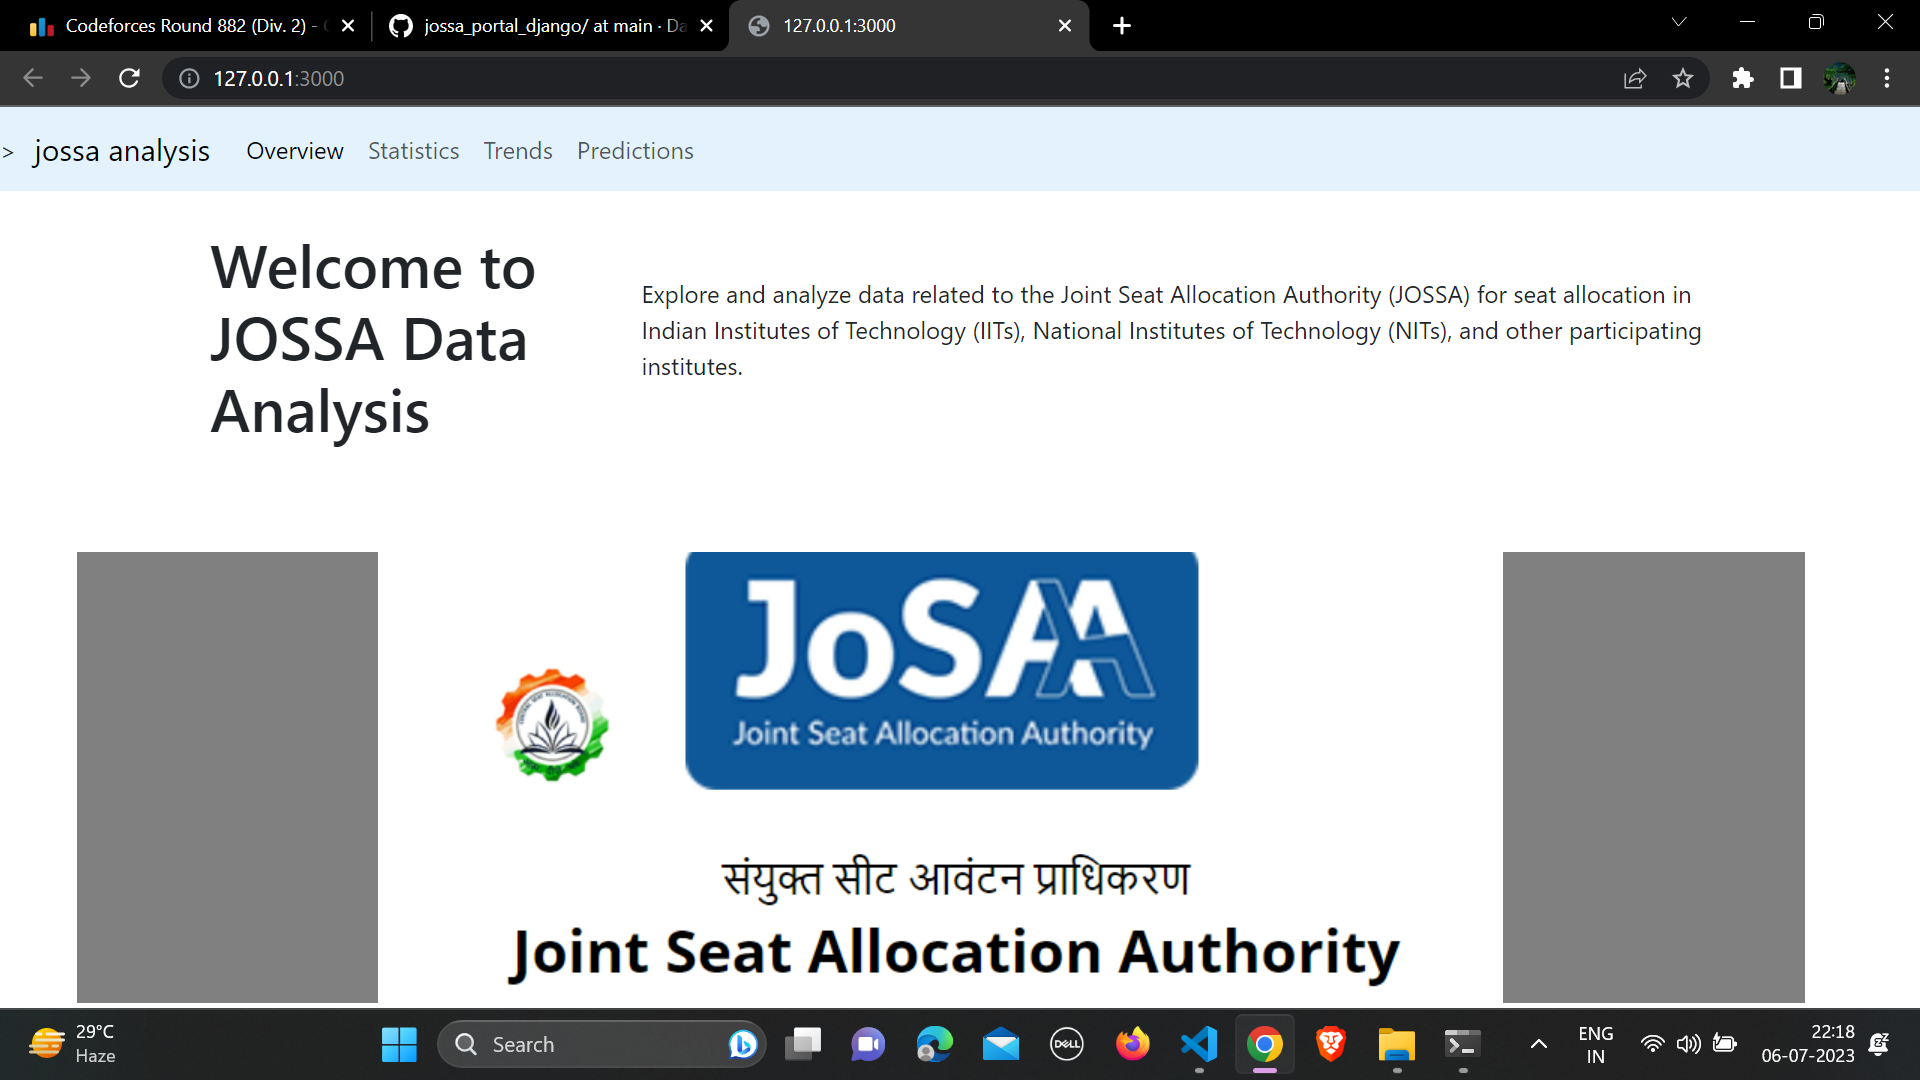 Codeforces Round 882 (Div. 2) -
jossa_portal_django/ at main · Da
127.0.0.1:3000
127.0.0.1:3000
> jossa analysis Overview Statistics Trends Predictions
Welcome to
JOSSA Data
Analysis
Explore and analyze data related to the Joint Seat Allocation Authority (JOSSA) for seat allocation in
Indian Institutes of Technology (IITs), National Institutes of Technology (NITs), and other participating
institutes.
JoSAA
Joint Seat Allocation Authority
संयुक्त सीट आवंटन प्राधिकरण
Joint Seat Allocation Authority
29°C
Haze
Search
DELL
ENG
IN
22:18
06-07-2023